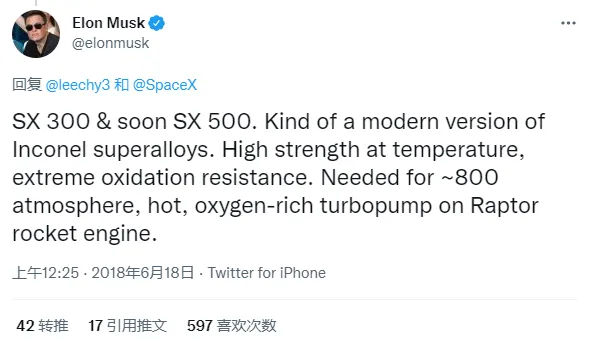 Elon Musk
@elonmusk
回复 @leechy3 和 @SpaceX
SX 300 & soon SX 500. Kind of a modern version of
Inconel superalloys. High strength at temperature,
extreme oxidation resistance. Needed for ~800
atmosphere, hot, oxygen-rich turbopump on Raptor
rocket engine.
上午12:25 · 2018年6月18日 · Twitter for iPhone
42 转推 17 引用推文 597 喜欢次数